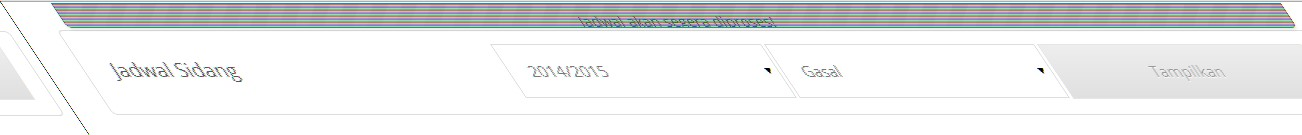 Jadwal akan segera diproses!
Jadwal Sidang 2014/2015 Gasal Tampilkan